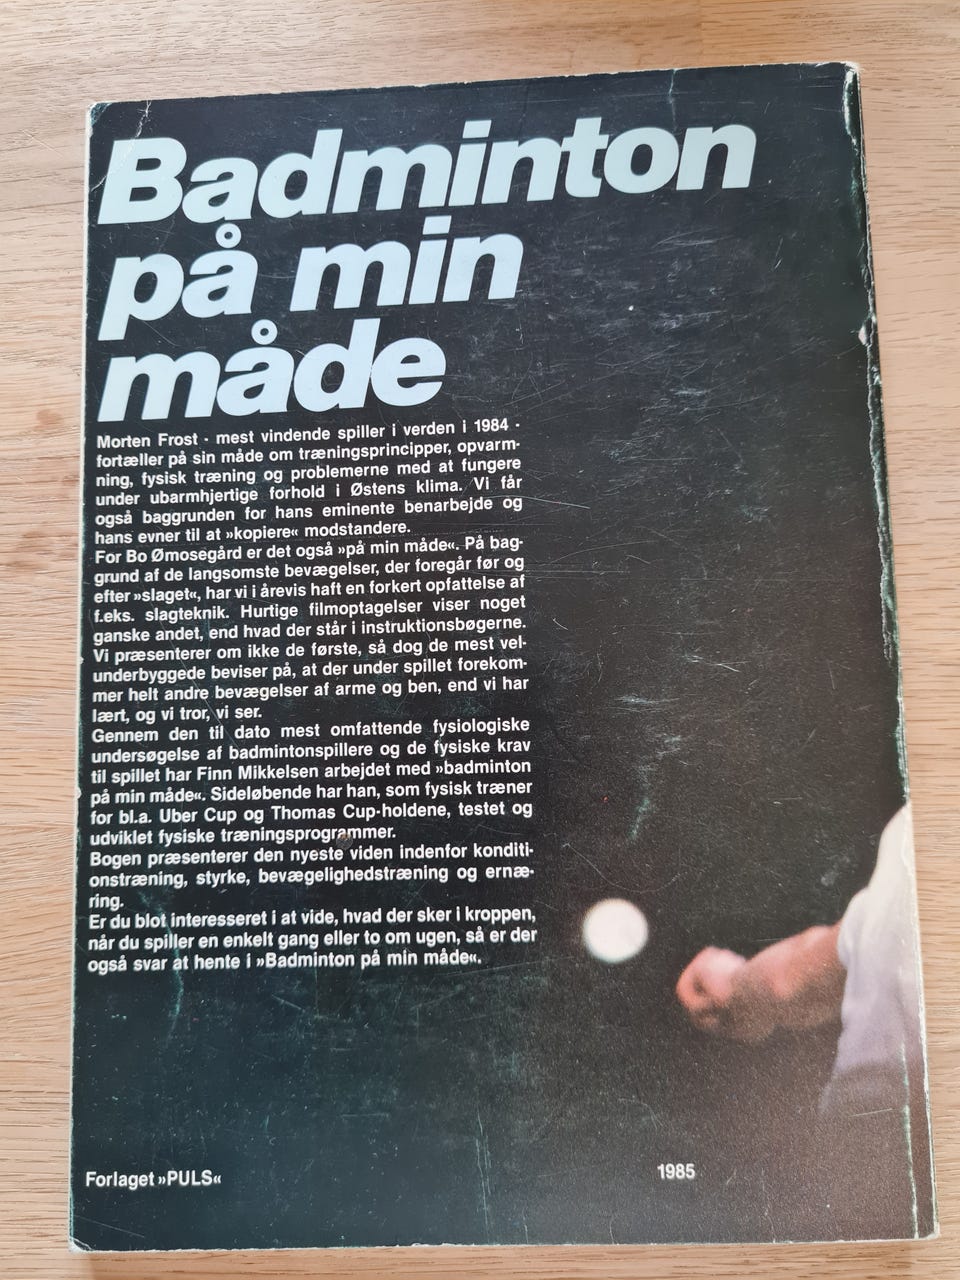 Badminton
på min
måde
Morten Frost - mest vindende spiller i verden i 1984 -
fortæller på sin måde om træningsprincipper, opvarm-
ning, fysisk træning og problemerne med at fungere
under ubarmhjertige forhold i Østens klima. Vi får
også baggrunden for hans eminente benarbejde og
hans evner til at »kopiere« modstandere.
For Bo Ømosegård er det også »på min måde«. På bag-
grund af de langsomste bevægelser, der foregår før og
efter »slaget«, har vi i årevis haft en forkert opfattelse af
f.eks. slagteknik. Hurtige filmoptagelser viser noget
ganske andet, end hvad der står i instruktionsbøgerne.
Vi præsenterer om ikke de første, så dog de mest vel-
underbyggede beviser på, at der under spillet forekom-
mer helt andre bevægelser af arme og ben, end vi har
lært, og vi tror, vi ser.
Gennem den til dato mest omfattende fysiologiske
undersøgelse af badmintonspillere og de fysiske krav
til spillet har Finn Mikkelsen arbejdet med »badminton
på min måde«. Sideløbende har han, som fysisk træner
for bl.a. Uber Cup og Thomas Cup-holdene, testet og
udviklet fysiske træningsprogrammer.
Bogen præsenterer den nyeste viden indenfor konditi-
onstræning, styrke, bevægelighedstræning og ernæ-
ring.
Er du blot interesseret i at vide, hvad der sker i kroppen,
når du spiller en enkelt gang eller to om ugen, så er der
også svar at hente i »Badminton på min måde«.
Forlaget »PULS«
1985